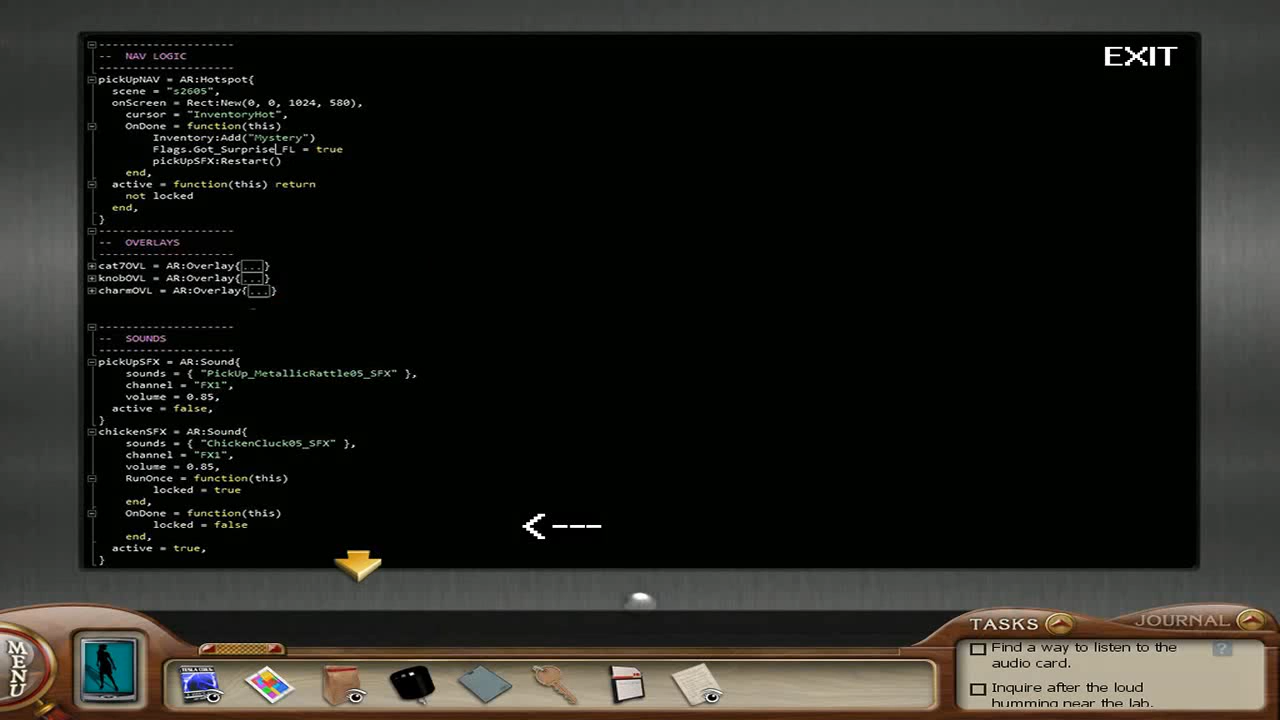 --------------------
--  NAV LOGIC
--------------------
pickUpNAV = AR:Hotspot{
scene = "s2605",
onScreen = Rect:New(0, 0, 1024, 580),
cursor = "InventoryHot",
OnDone = function(this)
Inventory:Add("Mystery")
Flags.Got_Surprise_FL = true
pickUpSFX:Restart()
end,
active = function(this) return
not locked
end,
}
--------------------
--  OVERLAYS
--------------------
cat7OVL = AR:Overlay{...}
knobOVL = AR:Overlay{...}
charmOVL = AR:Overlay{...}
--------------------
--  SOUNDS
--------------------
pickUpSFX = AR:Sound{
sounds = { "PickUp_MetallicRattle05_SFX" },
channel = "FX1",
volume = 0.85,
active = false,
}
chickenSFX = AR:Sound{
sounds = { "ChickenCluck05_SFX" },
channel = "FX1",
volume = 0.85,
RunOnce = function(this)
locked = true
end,
OnDone = function(this)
locked = false
end,
active = true,
}
EXIT
<---
MENU
TASKS
JOURNAL
Find a way to listen to the
audio card.
?
Inquire after the loud
humming near the lab.